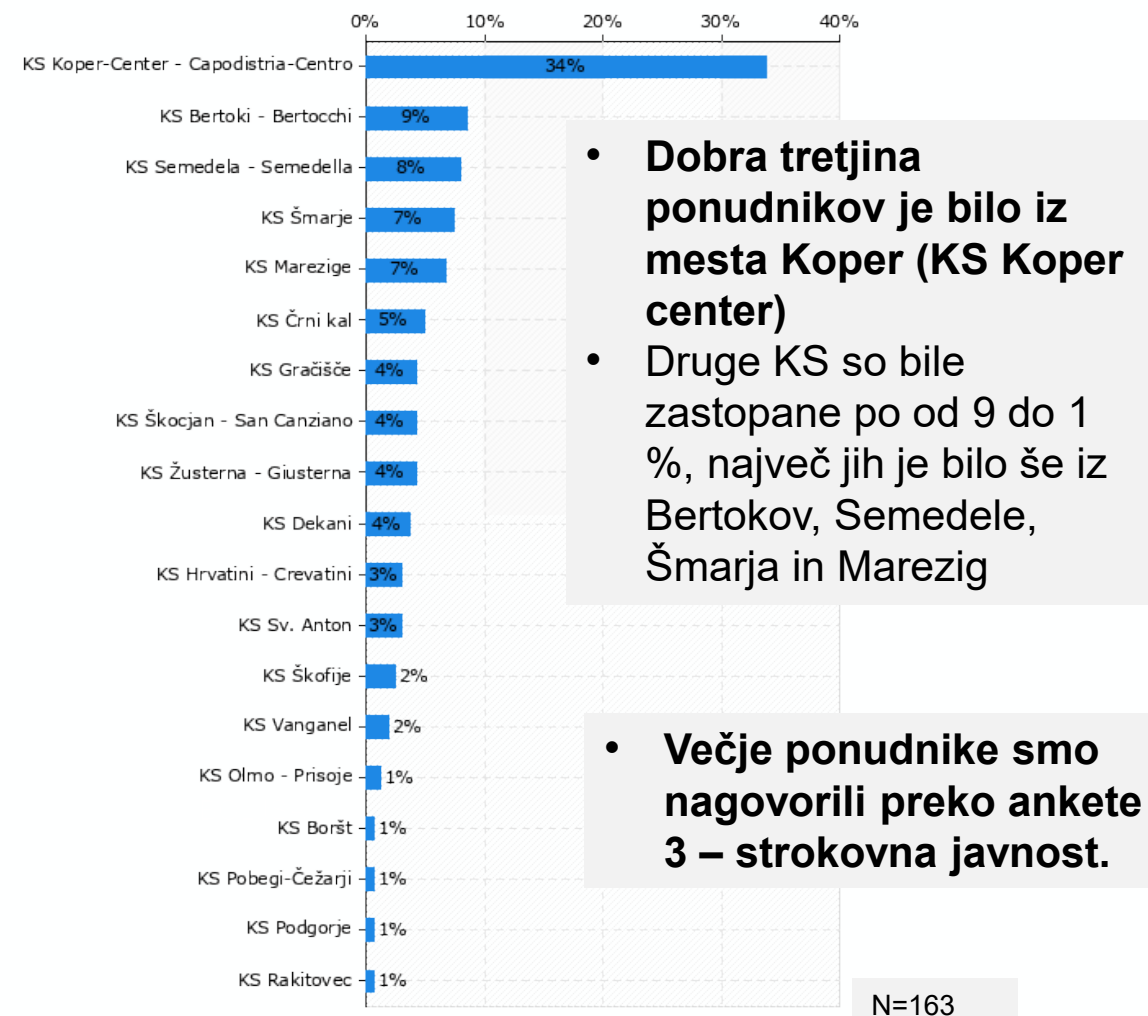 0% 10% 20% 30% 40%
KS Koper-Center - Capodistria-Centro 34%
KS Bertoki - Bertocchi 9%
KS Semedela - Semedella 8%
KS Šmarje 7%
KS Marezige 7%
KS Črni kal 5%
KS Gračišče 4%
KS Škocjan - San Canziano 4%
KS Žusterna - Giusterna 4%
KS Dekani 4%
KS Hrvatini - Crevatini 3%
KS Sv. Anton 3%
KS Škofije 2%
KS Vanganel 2%
KS Olmo - Prisoje 1%
KS Boršt 1%
KS Pobegi-Čežarji 1%
KS Podgorje 1%
KS Rakitovec 1%
• Dobra tretjina
ponudnikov je bilo iz
mesta Koper (KS Koper
center)
• Druge KS so bile
zastopane po od 9 do 1
%, največ jih je bilo še iz
Bertokov, Semedele,
Šmarja in Marezig
• Večje ponudnike smo
nagovorili preko ankete
3 – strokovna javnost.
N=163